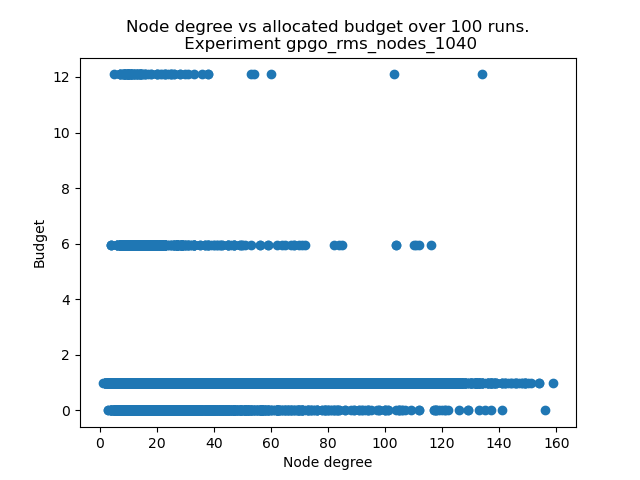 Node degree vs allocated budget over 100 runs.
Experiment gpgo_rms_nodes_1040
12
10
8
6
4
2
0
Budget
0 20 40 60 80 100 120 140 160
Node degree